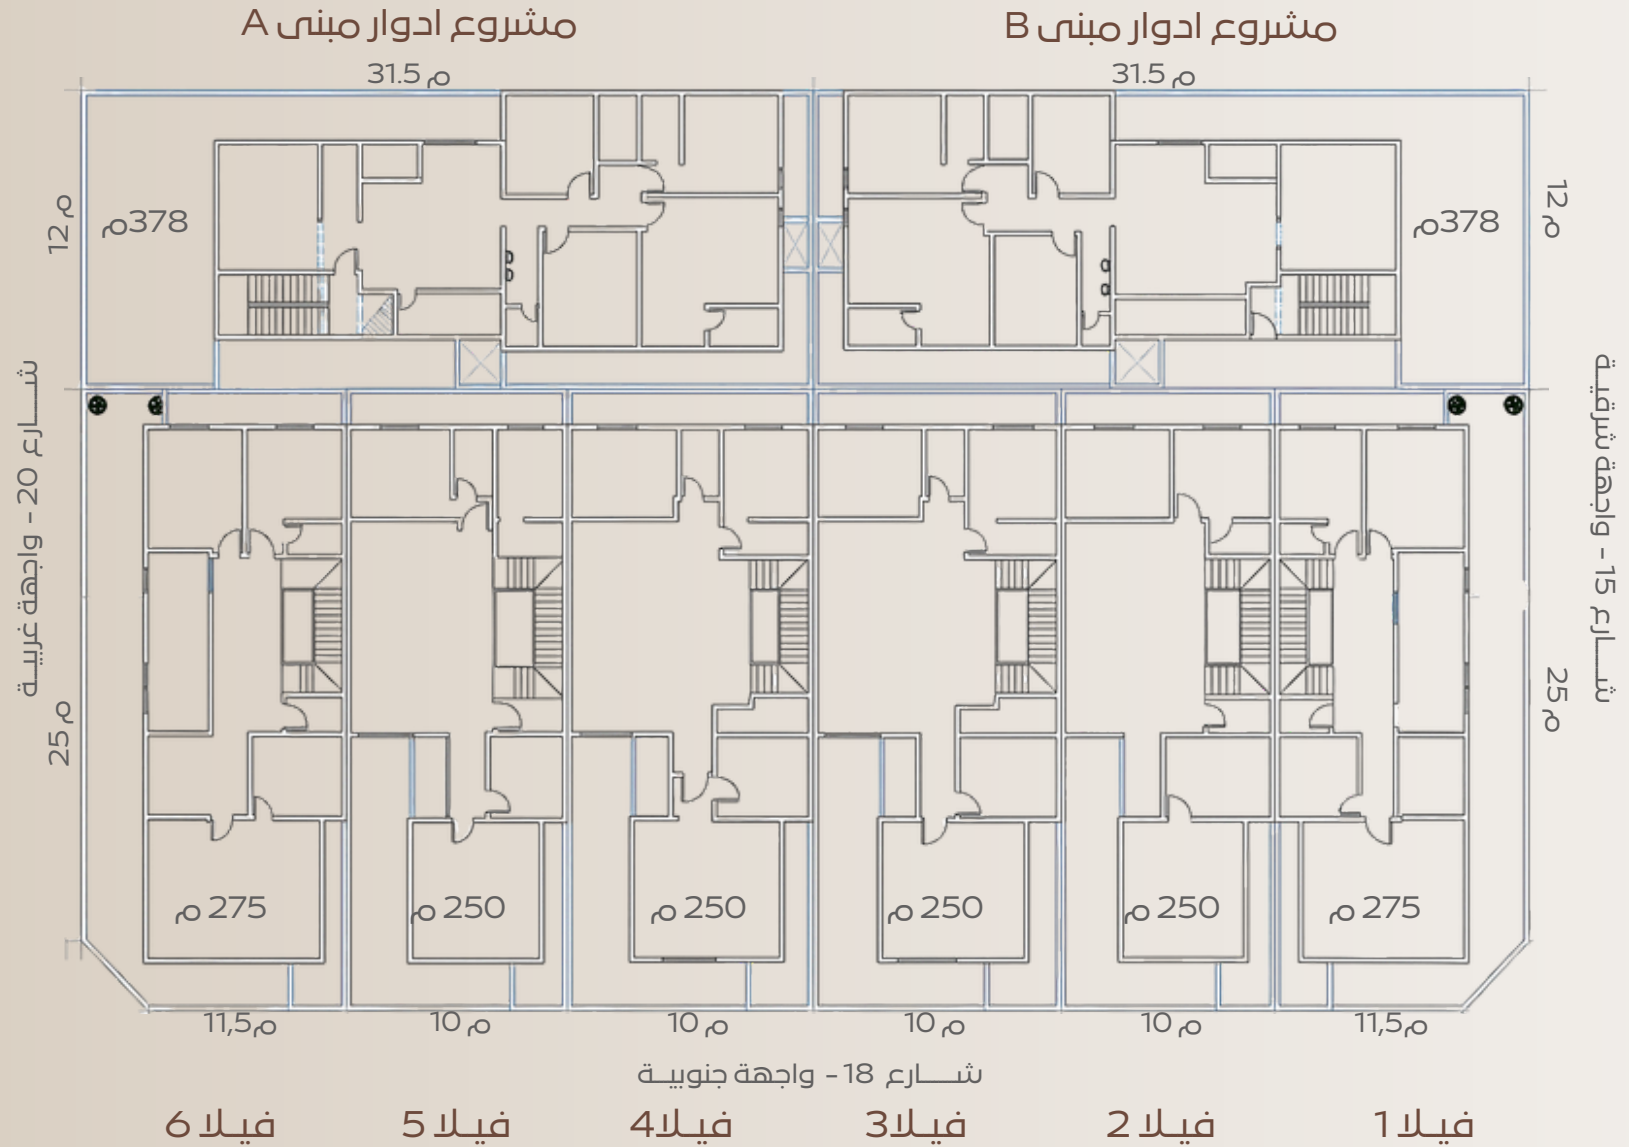 مشروع ادوار مبنى B
مشروع ادوار مبنى A
31.5 م
31.5 م
12 م
378م
378م
12 م
شـــارع 15 - واجهة شرقيـة
شـــارع 20 - واجهة غربيـة
25 م
25 م
275 م
250 م
250 م
250 م
250 م
275 م
11,5م
10 م
10 م
10 م
10 م
11,5م
شـــارع 18 - واجهة جنوبيـة
فيـلا 1
فيـلا 2
فيـلا3
فيـلا4
فيـلا 5
فيـلا 6